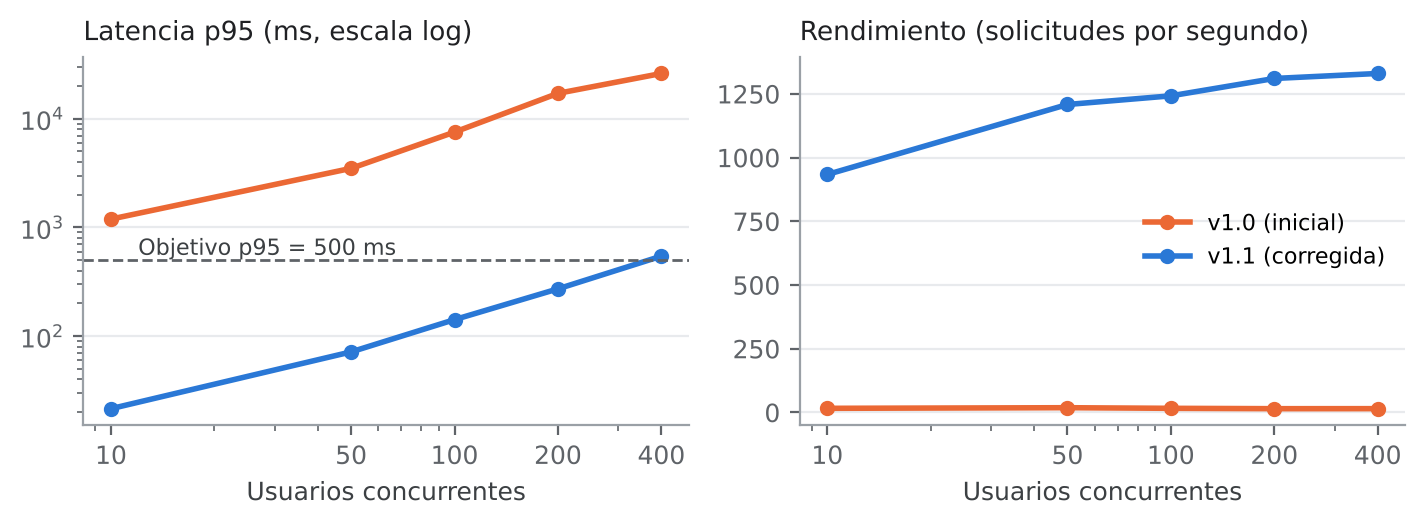 Latencia p95 (ms, escala log)
10⁴
10³
10²
Objetivo p95 = 500 ms
10 50 100 200 400
Usuarios concurrentes
Rendimiento (solicitudes por segundo)
1250
1000
750
500
250
0
v1.0 (inicial)
v1.1 (corregida)
10 50 100 200 400
Usuarios concurrentes